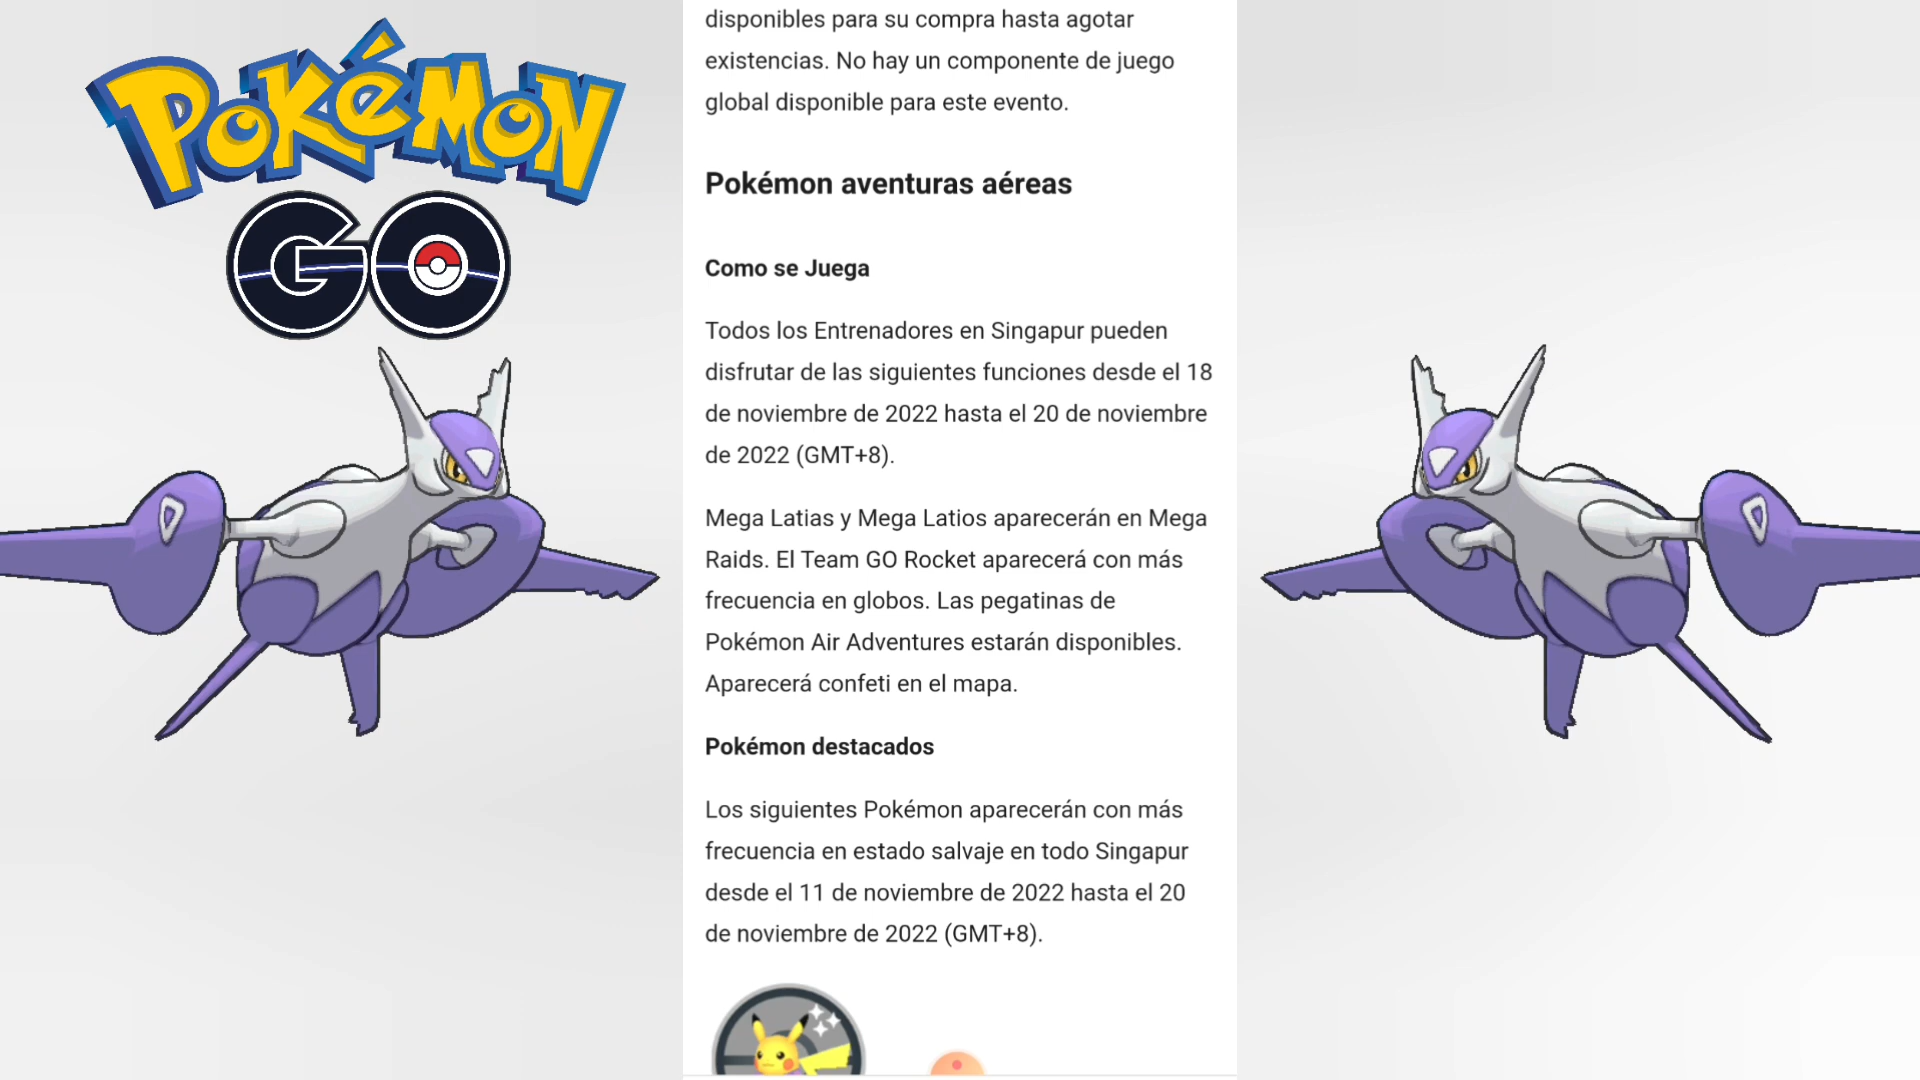 POKéMON
GO
disponibles para su compra hasta agotar
existencias. No hay un componente de juego
global disponible para este evento.
Pokémon aventuras aéreas
Como se Juega
Todos los Entrenadores en Singapur pueden
disfrutar de las siguientes funciones desde el 18
de noviembre de 2022 hasta el 20 de noviembre
de 2022 (GMT+8).
Mega Latias y Mega Latios aparecerán en Mega
Raids. El Team GO Rocket aparecerá con más
frecuencia en globos. Las pegatinas de
Pokémon Air Adventures estarán disponibles.
Aparecerá confeti en el mapa.
Pokémon destacados
Los siguientes Pokémon aparecerán con más
frecuencia en estado salvaje en todo Singapur
desde el 11 de noviembre de 2022 hasta el 20
de noviembre de 2022 (GMT+8).